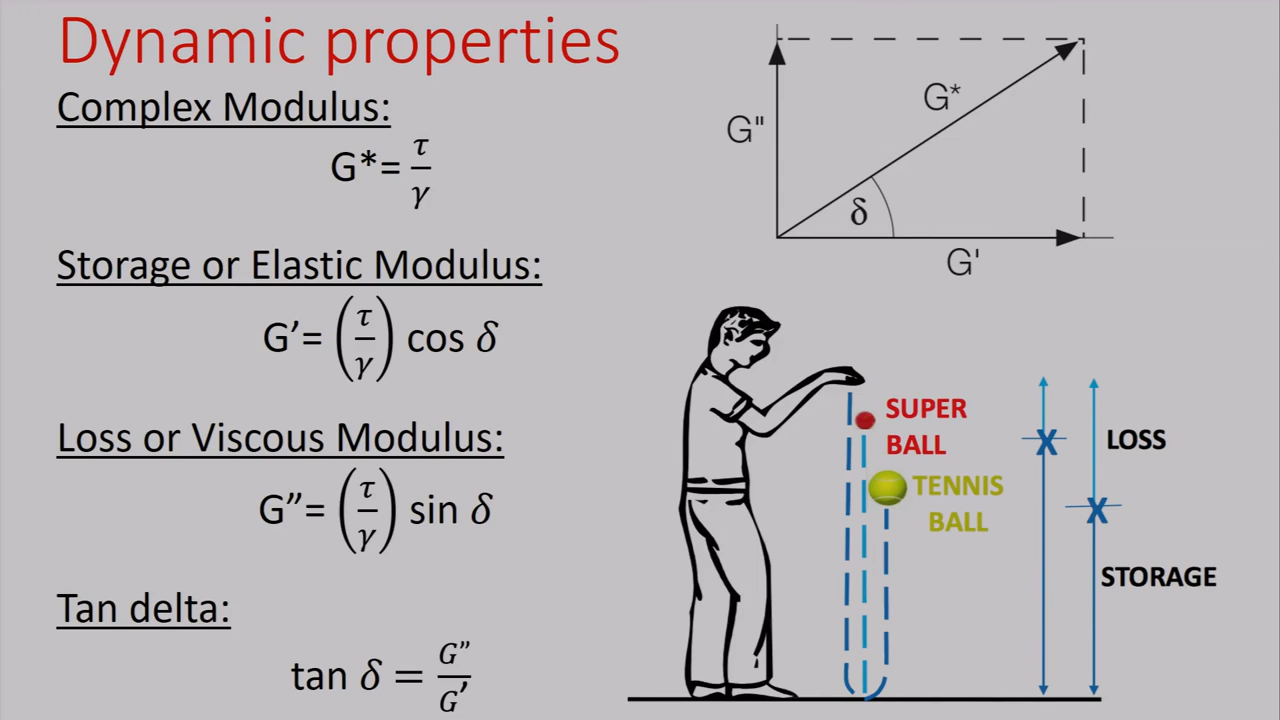 Dynamic properties
Complex Modulus:
G*= τ/γ
Storage or Elastic Modulus:
G’= (τ/γ) cos δ
Loss or Viscous Modulus:
G”= (τ/γ) sin δ
Tan delta:
tan δ = G”/G’
G*
G"
δ
G'
SUPER
BALL
TENNIS
BALL
X
X
LOSS
STORAGE